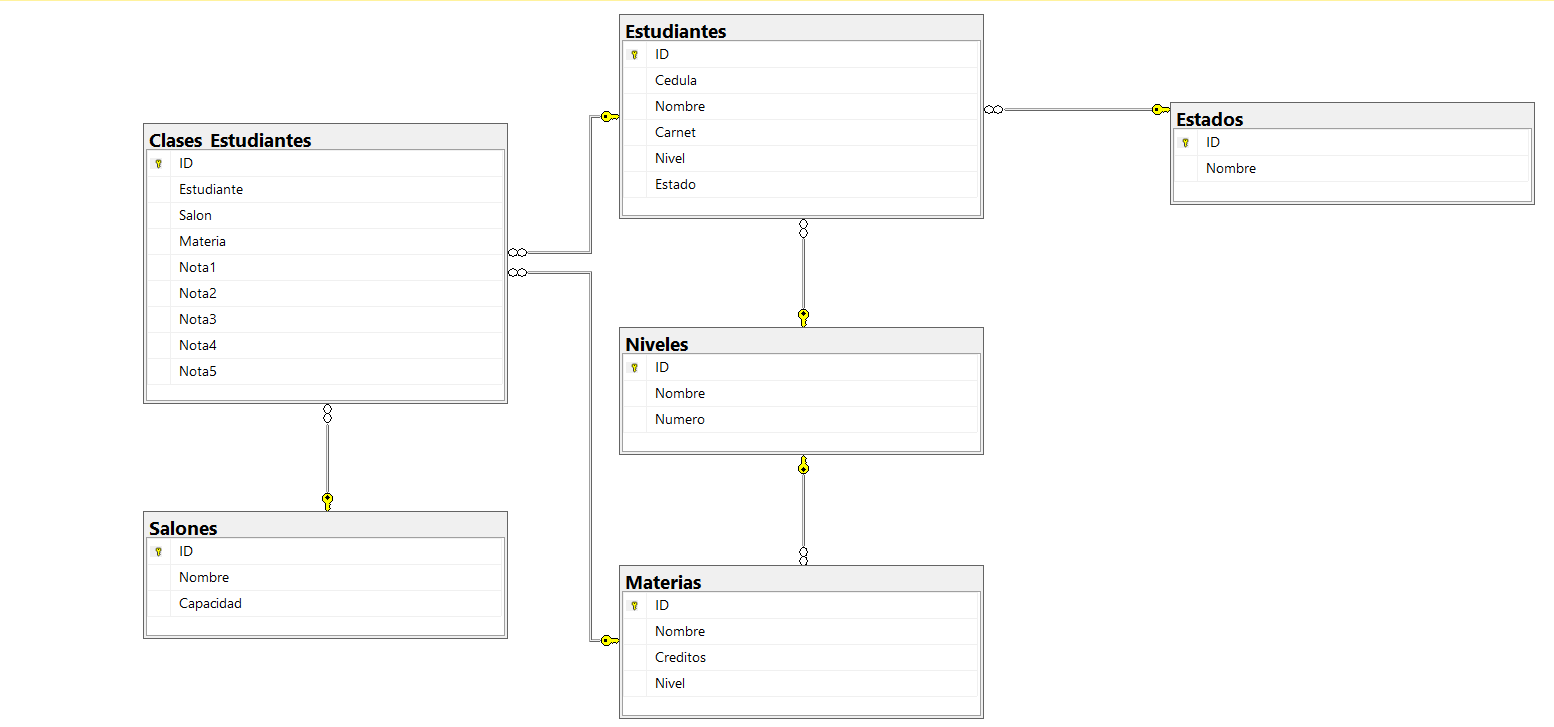 Estudiantes
ID
Cedula
Nombre
Carnet
Nivel
Estado
Estados
ID
Nombre
Clases_Estudiantes
ID
Estudiante
Salon
Materia
Nota1
Nota2
Nota3
Nota4
Nota5
Niveles
ID
Nombre
Numero
Salones
ID
Nombre
Capacidad
Materias
ID
Nombre
Creditos
Nivel